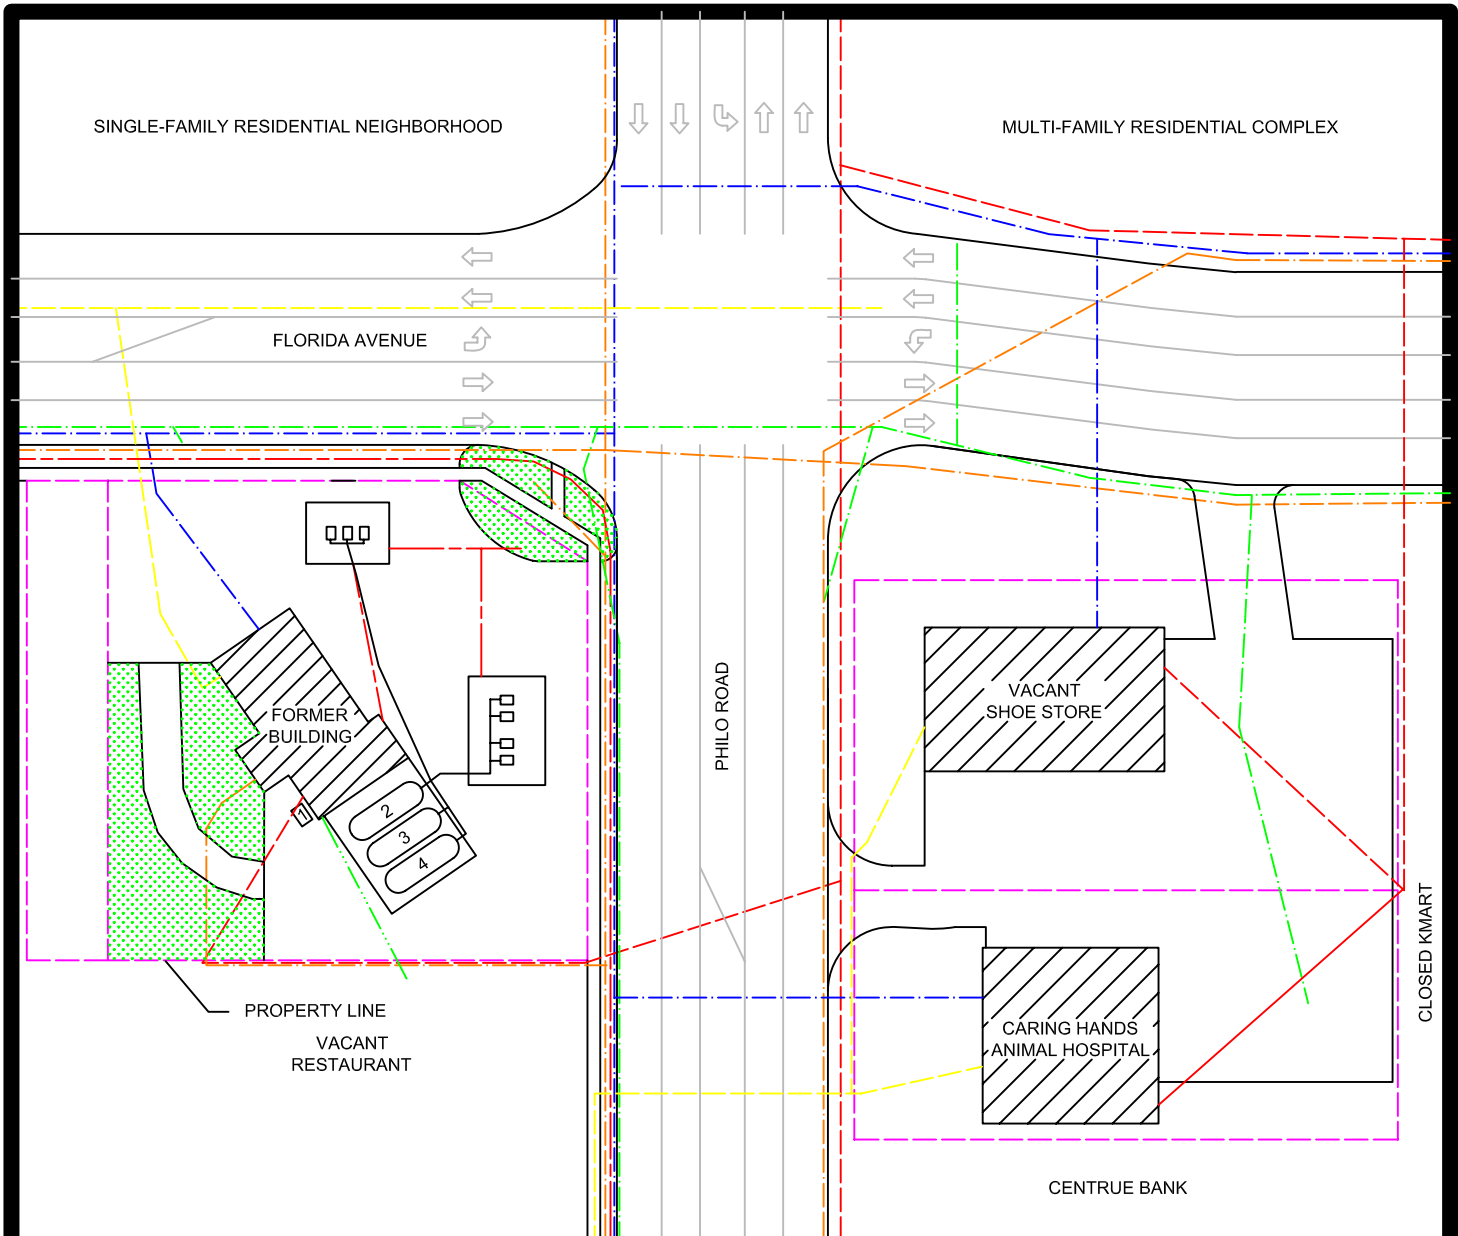 SINGLE-FAMILY RESIDENTIAL NEIGHBORHOOD
MULTI-FAMILY RESIDENTIAL COMPLEX
FLORIDA AVENUE
PHILO ROAD
FORMER
BUILDING
1
2
3
4
VACANT
SHOE STORE
CLOSED KMART
PROPERTY LINE
VACANT
RESTAURANT
CARING HANDS
ANIMAL HOSPITAL
CENTRUE BANK